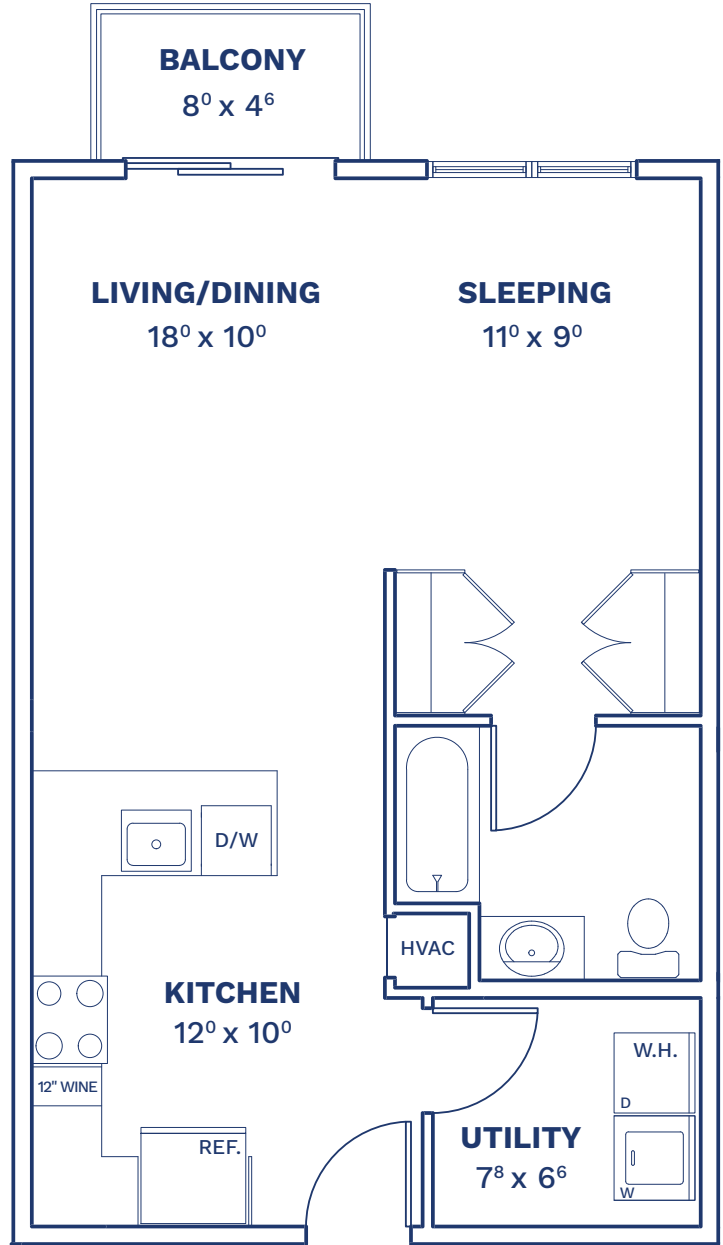 BALCONY
8⁰ x 4⁶
LIVING/DINING
18⁰ x 10⁰
SLEEPING
11⁰ x 9⁰
D/W
HVAC
KITCHEN
12⁰ x 10⁰
12" WINE
REF.
W.H.
D
UTILITY
7⁸ x 6⁶
W